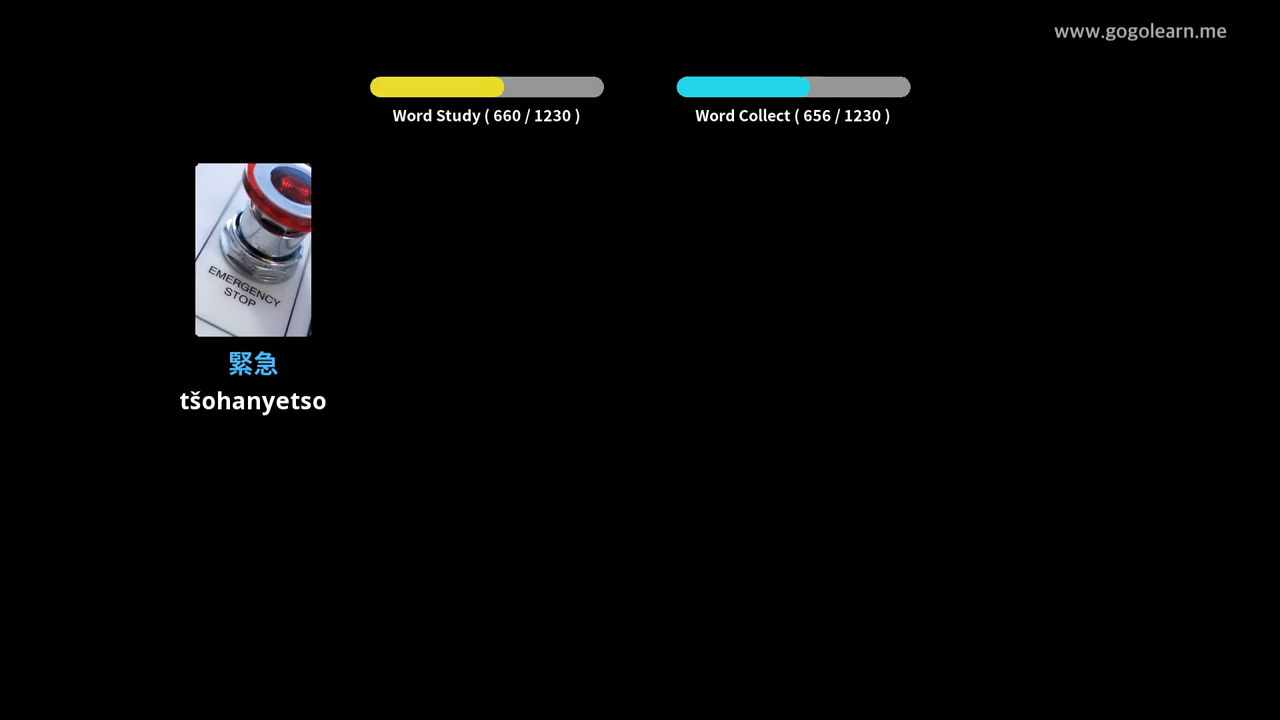 www.gogolearn.me
Word Study ( 660 / 1230 )
Word Collect ( 656 / 1230 )
EMERGENCY
STOP
緊急
tšohanyetso